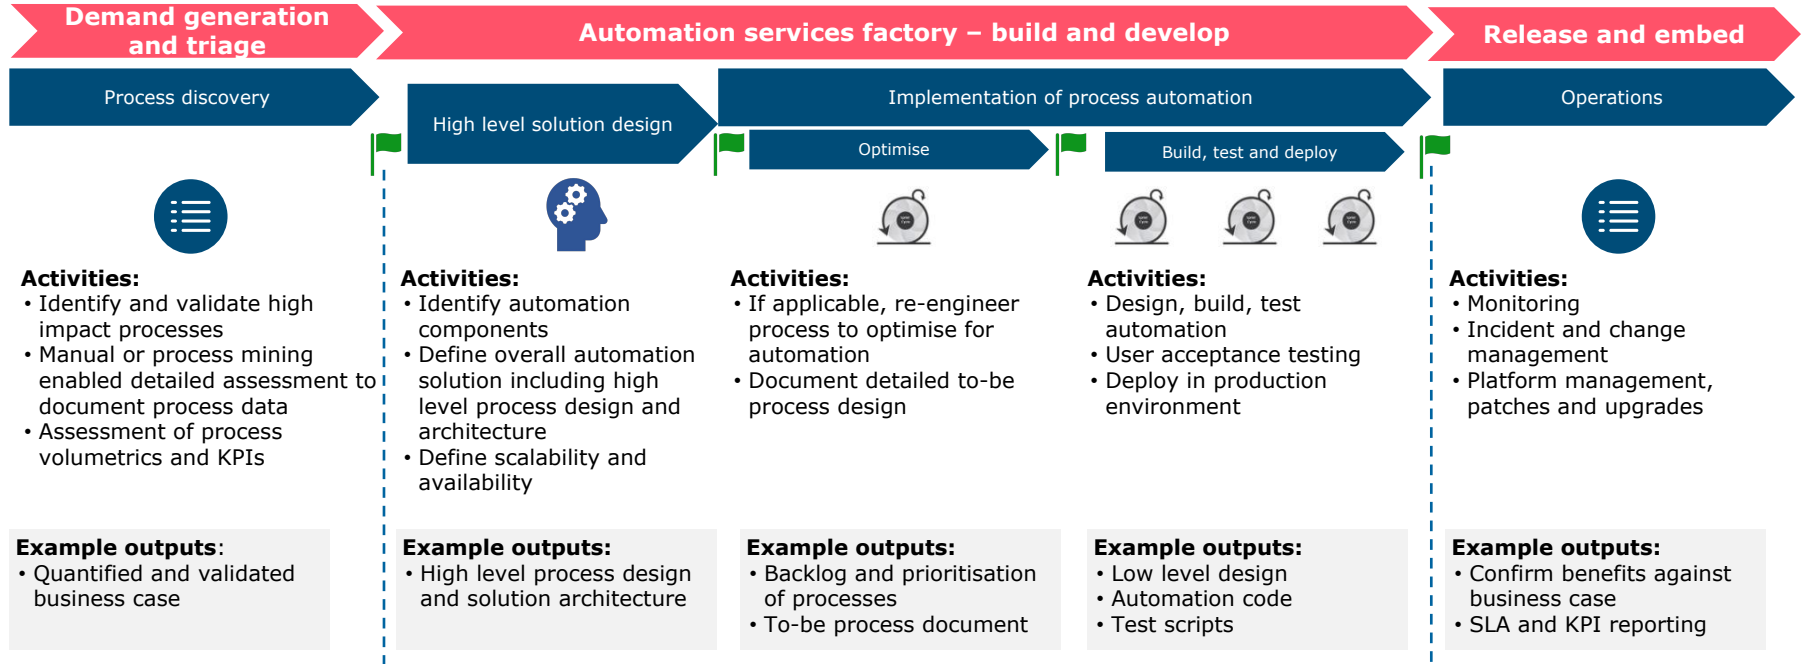 Demand generation
and triage
Automation services factory – build and develop
Release and embed
Process discovery
High level solution design
Implementation of process automation
Operations
Optimise
Build, test and deploy
Activities:
• Identify and validate high
impact processes
• Manual or process mining
enabled detailed assessment to
document process data
• Assessment of process
volumetrics and KPIs
Activities:
• Identify automation
components
• Define overall automation
solution including high
level process design and
architecture
• Define scalability and
availability
Activities:
• If applicable, re-engineer
process to optimise for
automation
• Document detailed to-be
process design
Activities:
• Design, build, test
automation
• User acceptance testing
• Deploy in production
environment
Activities:
• Monitoring
• Incident and change
management
• Platform management,
patches and upgrades
Example outputs:
• Quantified and validated
business case
Example outputs:
• High level process design
and solution architecture
Example outputs:
• Backlog and prioritisation
of processes
• To-be process document
Example outputs:
• Low level design
• Automation code
• Test scripts
Example outputs:
• Confirm benefits against
business case
• SLA and KPI reporting